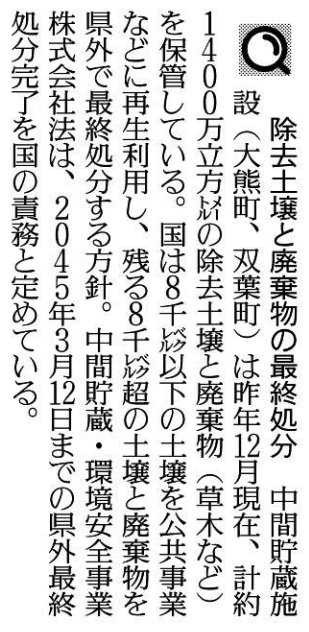 除去土壌と廃棄物の最終処分　中間貯蔵施
設（大熊町、双葉町）は昨年12月現在、計約
1400万立方㍍の除去土壌と廃棄物（草木など）
を保管している。国は8千ベクレル以下の土壌を公共事業
などに再生利用し、残る8千ベクレル超の土壌と廃棄物を
県外で最終処分する方針。中間貯蔵・環境安全事業
株式会社法は、2045年3月12日までの県外最終
処分完了を国の責務と定めている。